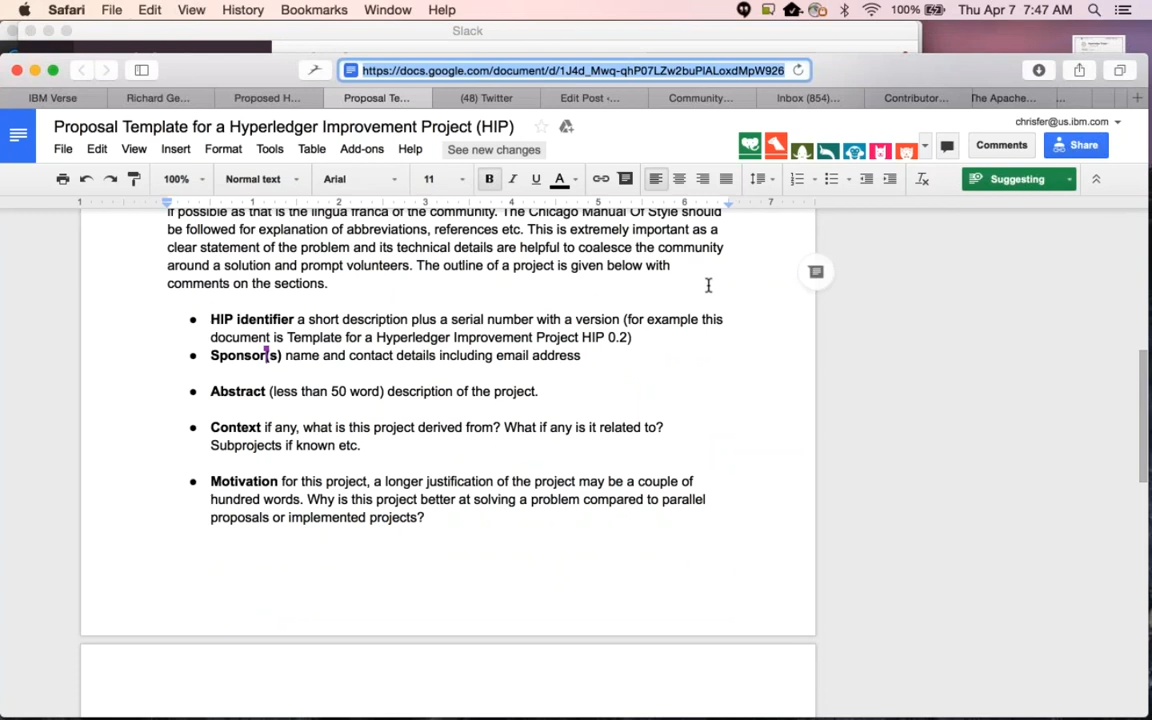 Safari File Edit View History Bookmarks Window Help 100% Thu Apr 7 7:47 AM
Slack
https://docs.google.com/document/d/1J4d_Mwq-qhP07LZw2buPlALoxdMpW926
IBM Verse Richard Ge... Proposed H... Proposal Te... (48) Twitter Edit Post ‹... Community... Inbox (854)... Contributor... The Apache... ...
chrisfer@us.ibm.com
Proposal Template for a Hyperledger Improvement Project (HIP)
File Edit View Insert Format Tools Table Add-ons Help See new changes Comments Share
100% Normal text Arial 11 B I U A Suggesting
1 1 2 3 4 5 6 7
if possible as that is the lingua franca of the community. The Chicago Manual Of Style should
be followed for explanation of abbreviations, references etc. This is extremely important as a
clear statement of the problem and its technical details are helpful to coalesce the community
around a solution and prompt volunteers. The outline of a project is given below with
comments on the sections.
● HIP identifier a short description plus a serial number with a version (for example this
document is Template for a Hyperledger Improvement Project HIP 0.2)
● Sponsor(s) name and contact details including email address
● Abstract (less than 50 word) description of the project.
● Context if any, what is this project derived from? What if any is it related to?
Subprojects if known etc.
● Motivation for this project, a longer justification of the project may be a couple of
hundred words. Why is this project better at solving a problem compared to parallel
proposals or implemented projects?